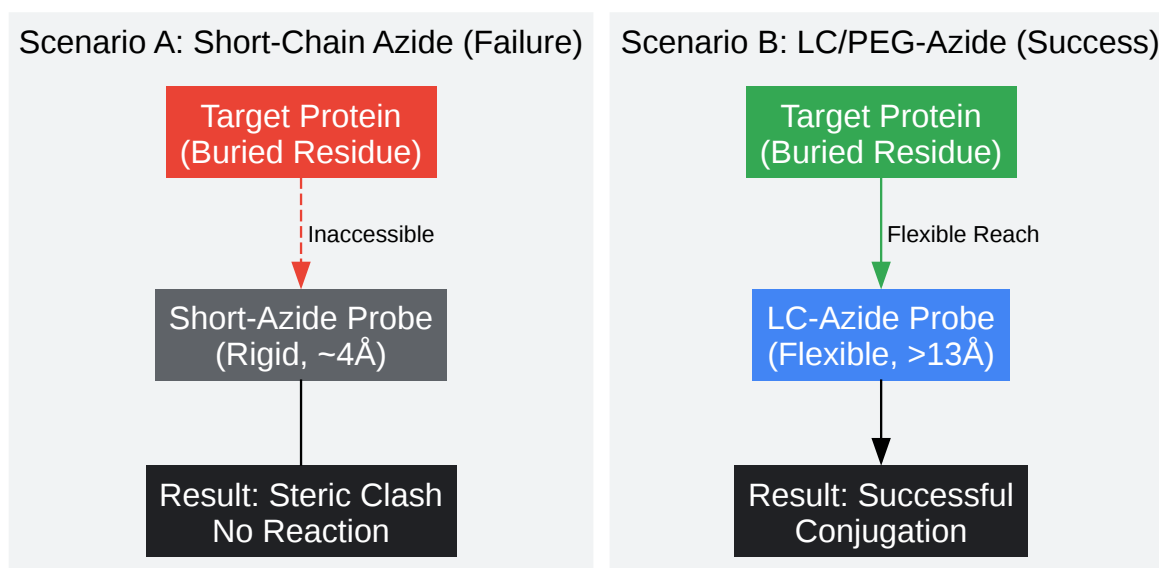 Scenario A: Short-Chain Azide (Failure)
Target Protein
(Buried Residue)
Inaccessible
Short-Azide Probe
(Rigid, ~4Å)
Result: Steric Clash
No Reaction
Scenario B: LC/PEG-Azide (Success)
Target Protein
(Buried Residue)
Flexible Reach
LC-Azide Probe
(Flexible, >13Å)
Result: Successful
Conjugation